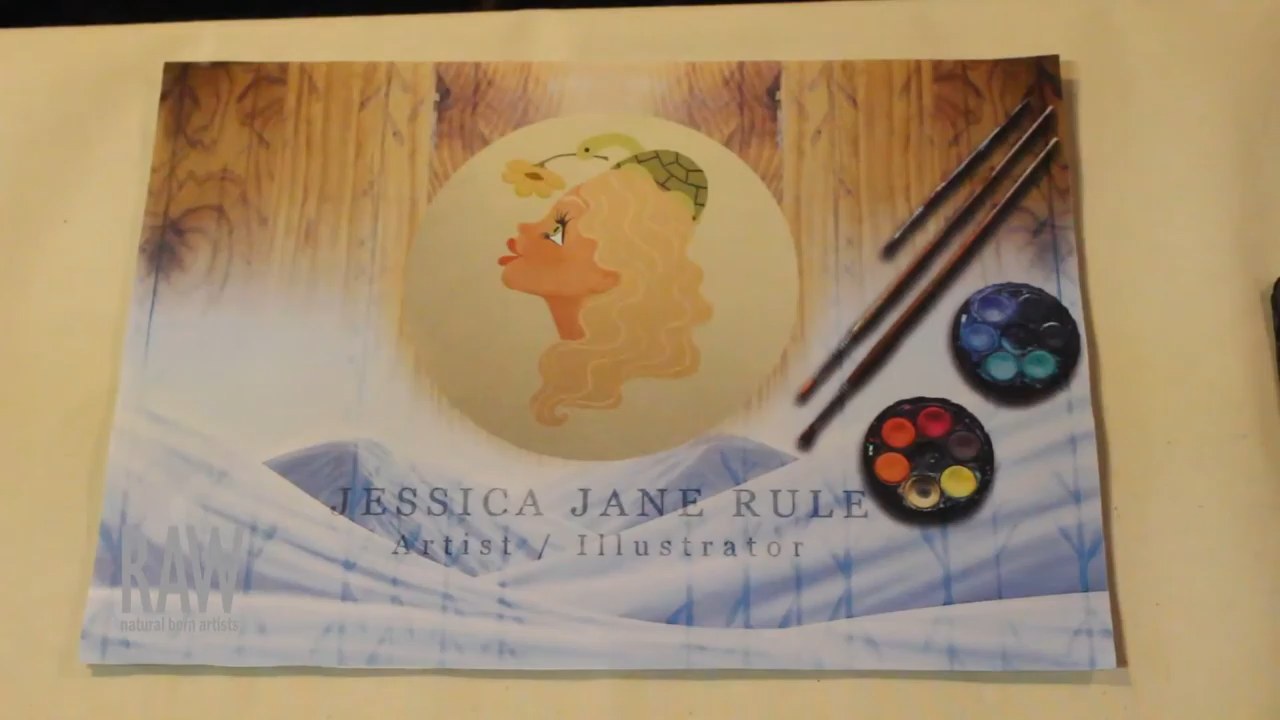 JESSICA JANE RULE
Artist / Illustrator
RAW
natural born artists